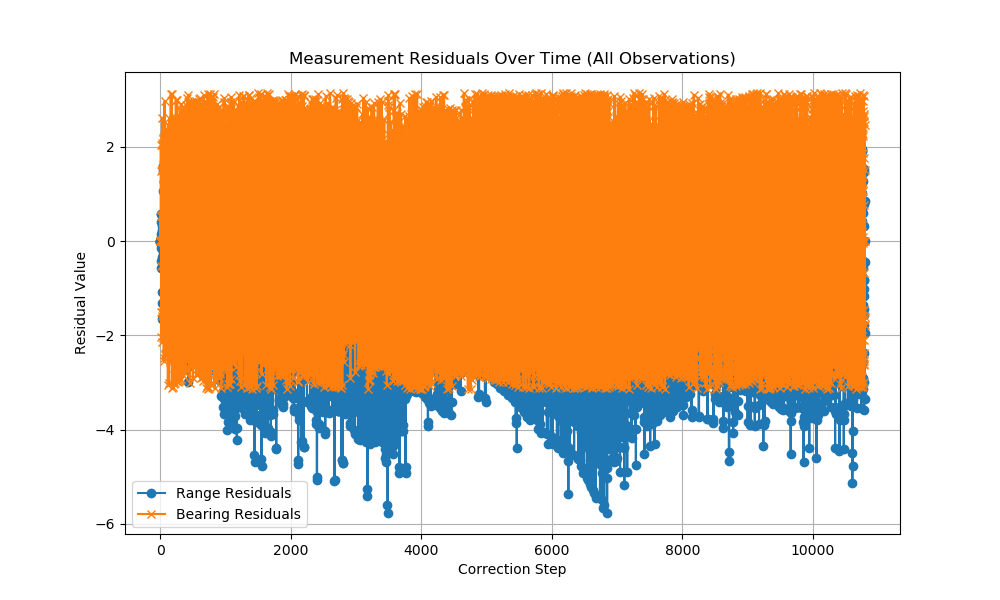 Measurement Residuals Over Time (All Observations)
Residual Value
2
0
−2
−4
−6
Range Residuals
Bearing Residuals
0 2000 4000 6000 8000 10000
Correction Step